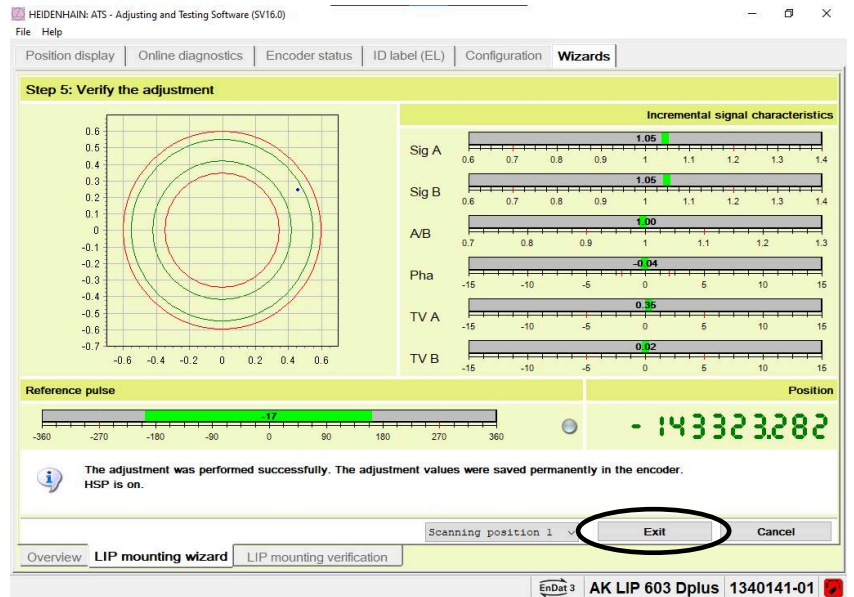 HEIDENHAIN: ATS - Adjusting and Testing Software (SV16.0)
File Help
Position display Online diagnostics Encoder status ID label (EL) Configuration Wizards
Step 5: Verify the adjustment
0.6
0.5
0.4
0.3
0.2
0.1
0
-0.1
-0.2
-0.3
-0.4
-0.5
-0.6
-0.7
-0.6 -0.4 -0.2 0 0.2 0.4 0.6
Incremental signal characteristics
Sig A
1.05
0.6 0.7 0.8 0.9 1 1.1 1.2 1.3 1.4
Sig B
1.05
0.6 0.7 0.8 0.9 1 1.1 1.2 1.3 1.4
A/B
1.00
0.7 0.8 0.9 1 1.1 1.2 1.3
Pha
-0.04
-15 -10 -5 0 5 10 15
TV A
0.35
-15 -10 -5 0 5 10 15
TV B
0.02
-15 -10 -5 0 5 10 15
Reference pulse
-17
-360 -270 -180 -90 0 90 180 270 360
Position
- 143323.282
The adjustment was performed successfully. The adjustment values were saved permanently in the encoder.
HSP is on.
Scanning position 1 Exit Cancel
Overview LIP mounting wizard LIP mounting verification
EnDat 3 AK LIP 603 Dplus 1340141-01